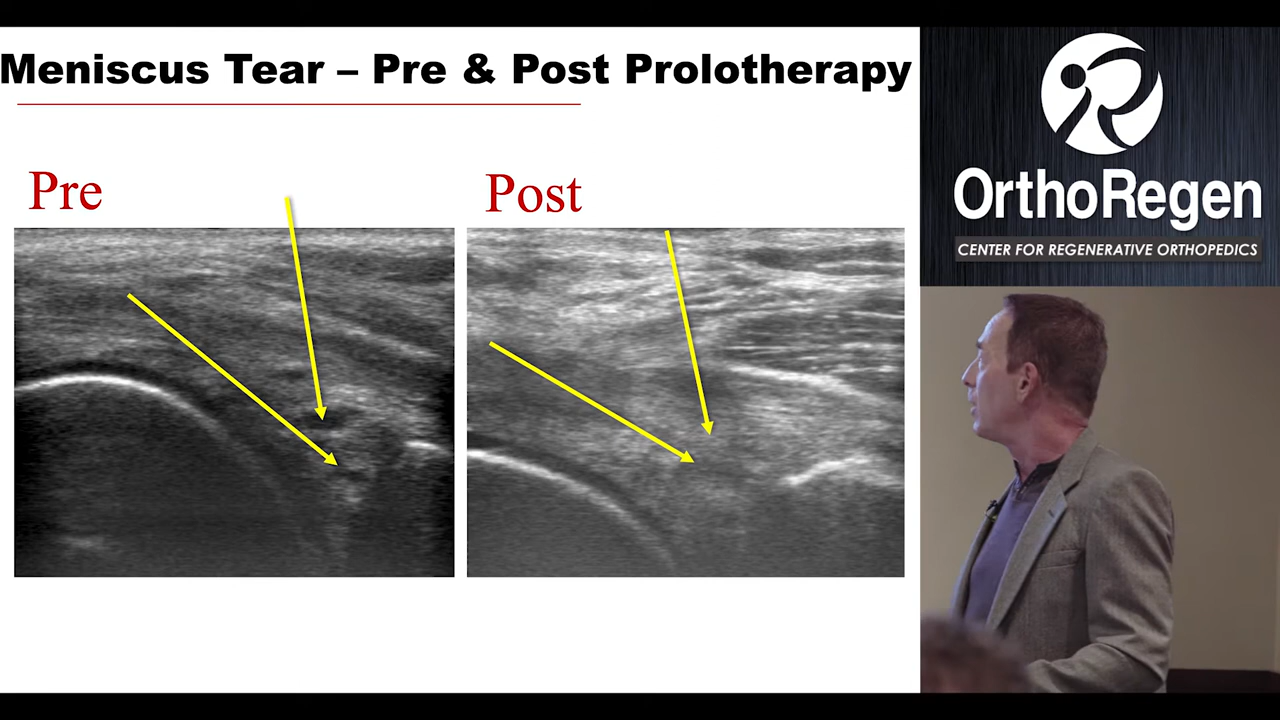 Meniscus Tear – Pre & Post Prolotherapy
Pre
Post
OrthoRegen
CENTER FOR REGENERATIVE ORTHOPEDICS